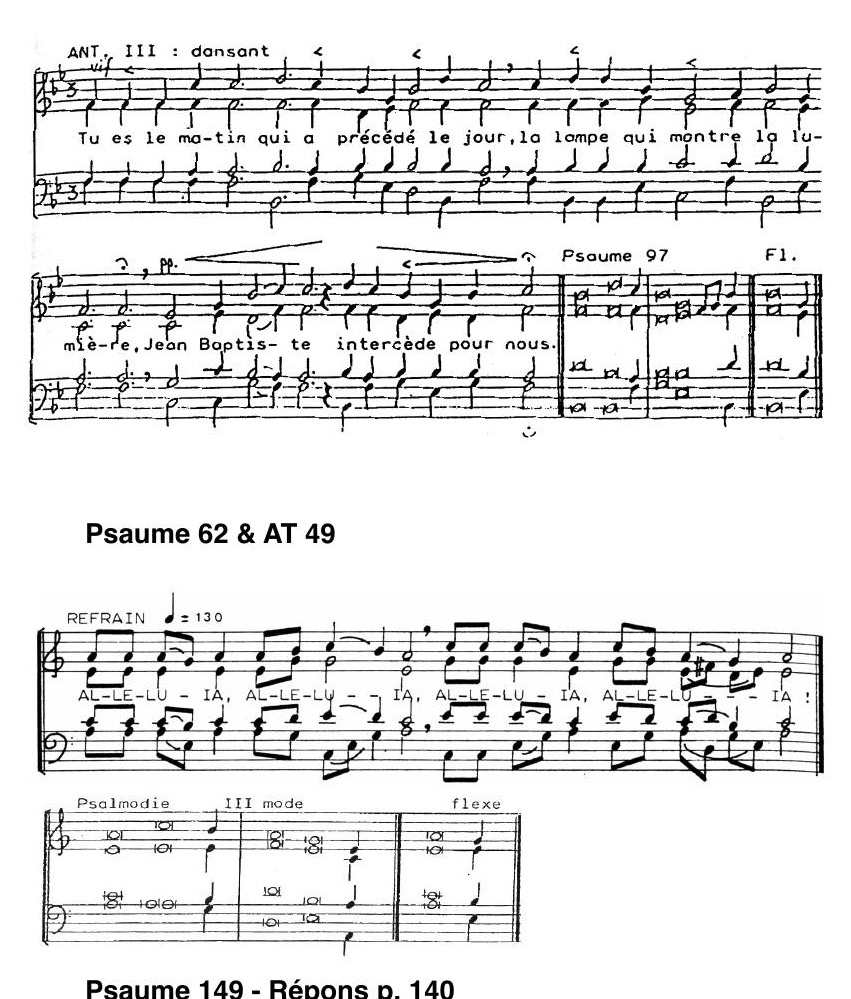 ANT. III : dansant
vif
Tu es le ma-tin qui a précédé le jour, la lampe qui montre la lu-
pp.
Psaume 97
Fl.
miè-re, Jean Baptis- te intercède pour nous.
Psaume 62 & AT 49
REFRAIN ♩ = 130
AL-LE-LU - IA, AL-LE-LU - - IA, AL-LE-LU - IA, AL-LE-LU - - - IA !
Psalmodie III mode flexe
Psaume 149 - Répons p. 140